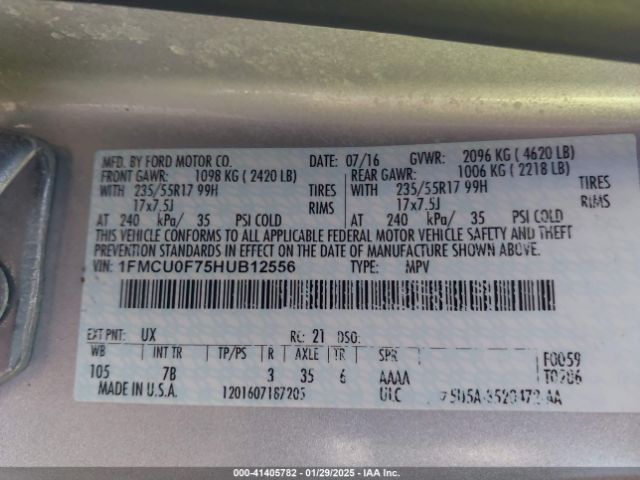 MFD. BY FORD MOTOR CO. DATE: 07/16 GVWR: 2096 KG ( 4620 LB)
FRONT GAWR: 1098 KG ( 2420 LB) REAR GAWR: 1006 KG ( 2218 LB)
WITH 235/55R17 99H TIRES WITH 235/55R17 99H TIRES
17x7.5J RIMS 17x7.5J RIMS
AT 240 kPa/ 35 PSI COLD AT 240 kPa/ 35 PSI COLD
THIS VEHICLE CONFORMS TO ALL APPLICABLE FEDERAL MOTOR VEHICLE SAFETY AND THEFT
PREVENTION STANDARDS IN EFFECT ON THE DATE OF MANUFACTURE SHOWN ABOVE.
VIN: 1FMCU0F75HUB12556 TYPE: MPV
EXT PNT: UX RC: 21 DSO:
WB INT TR TP/PS R AXLE TR SPR F0059
105 7B 3 35 6 AAAA
MADE IN U.S.A. 1201607187205 ULC
000-41405782 - 01/29/2025 - IAA Inc.